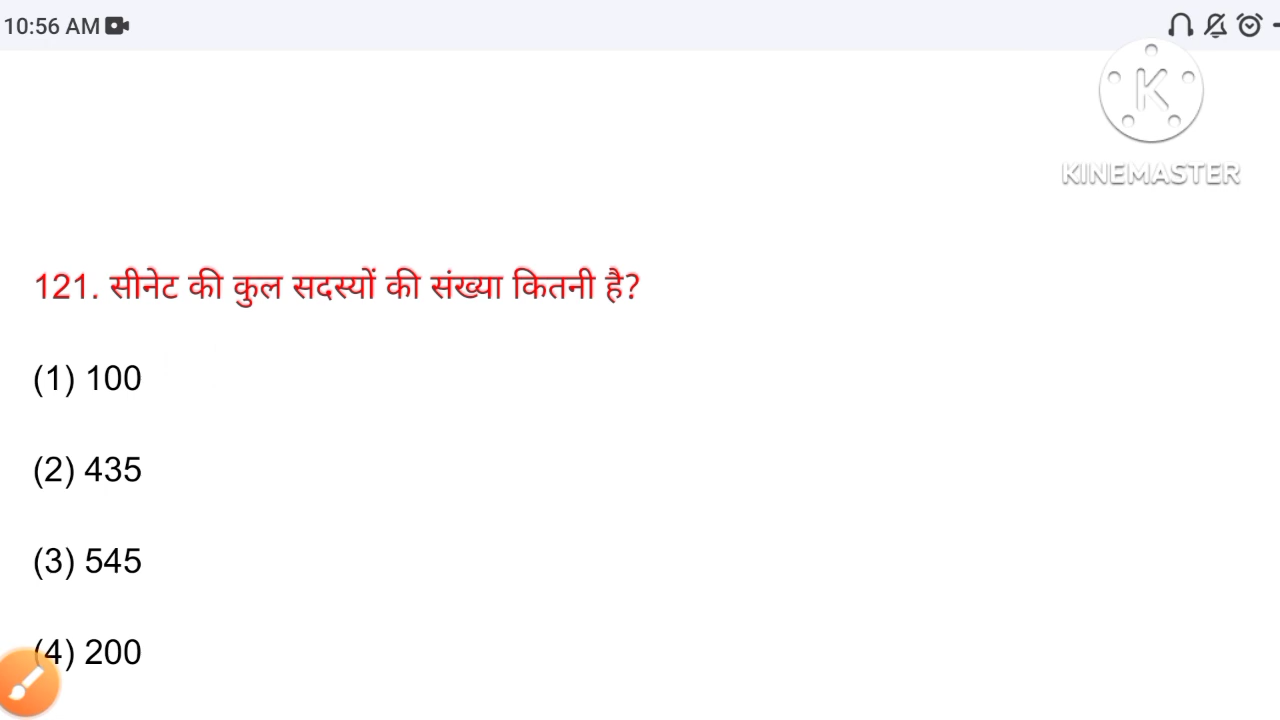 10:56 AM
K
KINEMASTER
121. सीनेट की कुल सदस्यों की संख्या कितनी है?
(1) 100
(2) 435
(3) 545
(4) 200